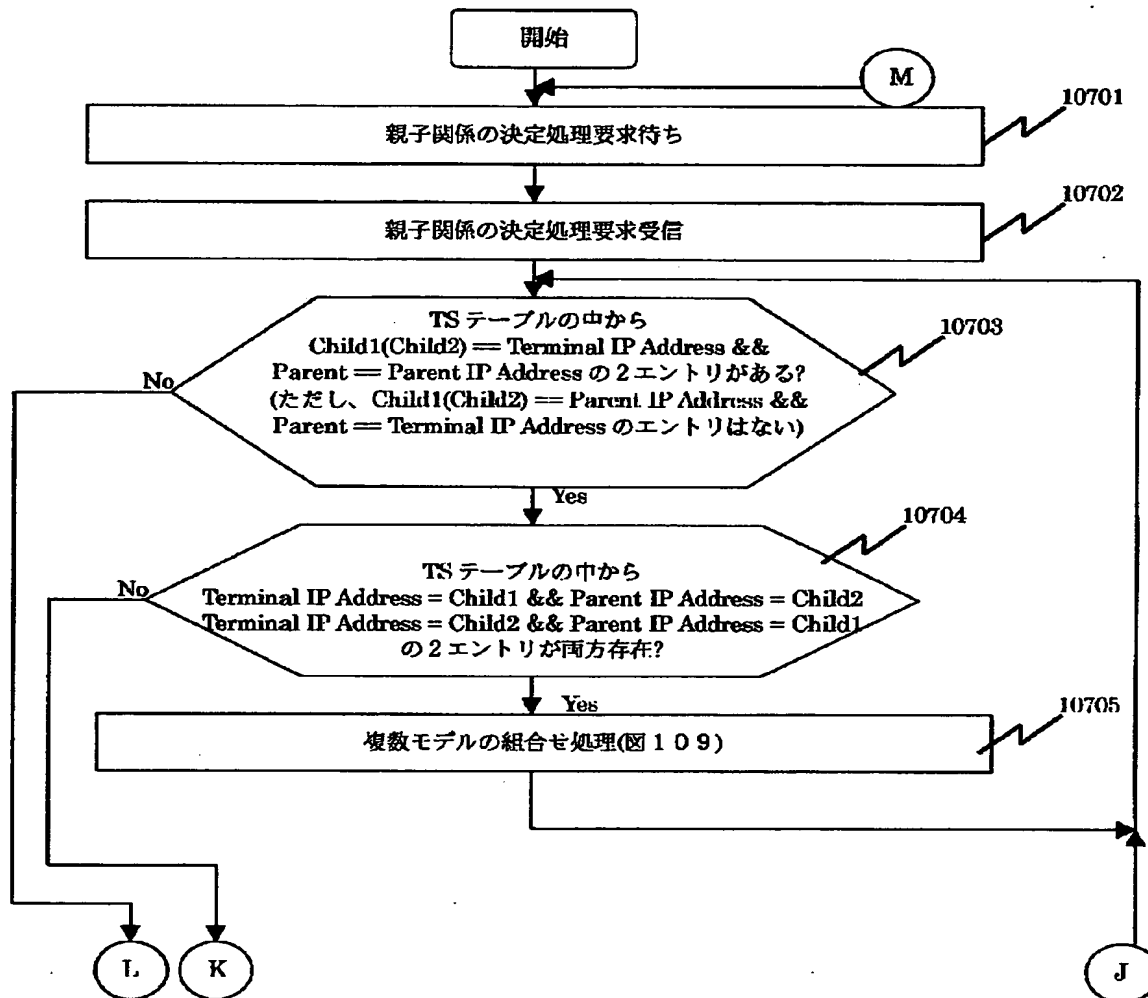 開始
M
10701
親子関係の決定処理要求待ち
10702
親子関係の決定処理要求受信
10703
TS テーブルの中から
Child1(Child2) == Terminal IP Address &&
Parent == Parent IP Address の2エントリがある?
(ただし、Child1(Child2) == Parent IP Address &&
Parent == Terminal IP Address のエントリはない)
No
Yes
10704
TS テーブルの中から
Terminal IP Address = Child1 && Parent IP Address = Child2
Terminal IP Address = Child2 && Parent IP Address = Child1
の2エントリが両方存在?
No
Yes
10705
複数モデルの組合せ処理(図109)
L
K
J